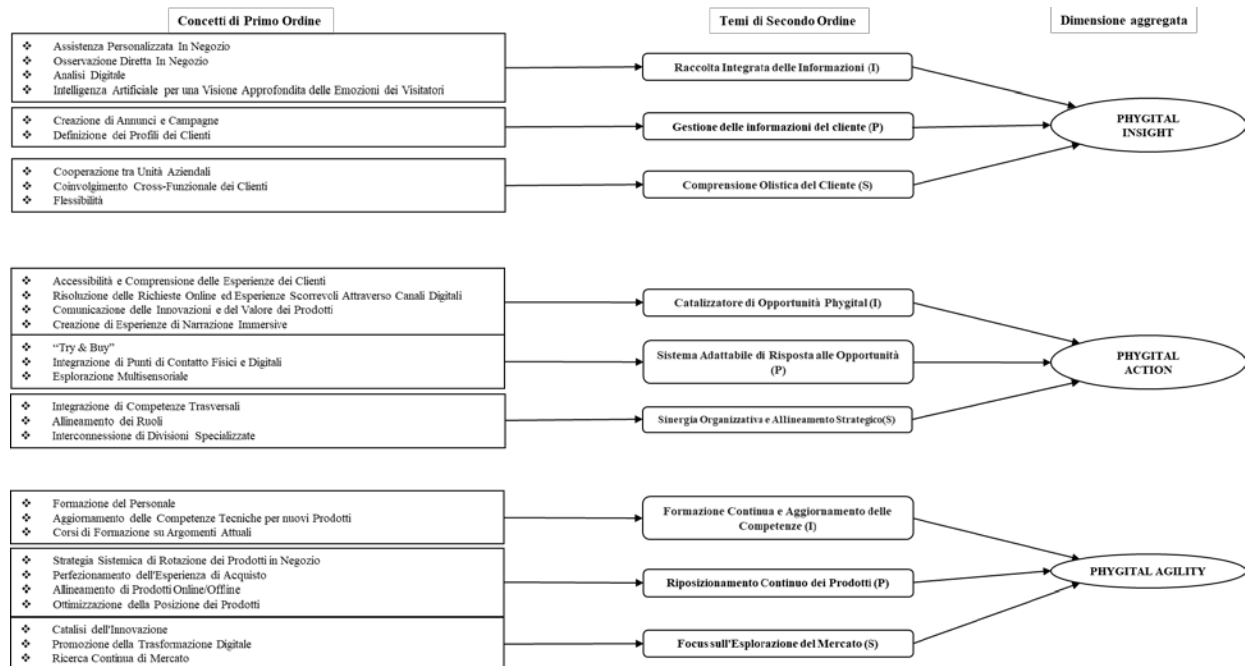 Concetti di Primo Ordine
Temi di Secondo Ordine
Dimensione aggregata
❖ Assistenza Personalizzata In Negozio
❖ Osservazione Diretta In Negozio
❖ Analisi Digitale
❖ Intelligenza Artificiale per una Visione Approfondita delle Emozioni dei Visitatori
Raccolta Integrata delle Informazioni (I)
❖ Creazione di Annunci e Campagne
❖ Definizione dei Profili dei Clienti
Gestione delle informazioni del cliente (P)
❖ Cooperazione tra Unità Aziendali
❖ Coinvolgimento Cross-Funzionale dei Clienti
❖ Flessibilità
Comprensione Olistica del Cliente (S)
PHYGITAL
INSIGHT
❖ Accessibilità e Comprensione delle Esperienze dei Clienti
❖ Risoluzione delle Richieste Online ed Esperienze Scorrevoli Attraverso Canali Digitali
❖ Comunicazione delle Innovazioni e del Valore dei Prodotti
❖ Creazione di Esperienze di Narrazione Immersive
Catalizzatore di Opportunità Phygital (I)
❖ “Try & Buy”
❖ Integrazione di Punti di Contatto Fisici e Digitali
❖ Esplorazione Multisensoriale
Sistema Adattabile di Risposta alle Opportunità
(P)
❖ Integrazione di Competenze Trasversali
❖ Allineamento dei Ruoli
❖ Interconnessione di Divisioni Specializzate
Sinergia Organizzativa e Allineamento Strategico(S)
PHYGITAL
ACTION
❖ Formazione del Personale
❖ Aggiornamento delle Competenze Tecniche per nuovi Prodotti
❖ Corsi di Formazione su Argomenti Attuali
Formazione Continua e Aggiornamento delle
Competenze (I)
❖ Strategia Sistemica di Rotazione dei Prodotti in Negozio
❖ Perfezionamento dell'Esperienza di Acquisto
❖ Allineamento di Prodotti Online/Offline
❖ Ottimizzazione della Posizione dei Prodotti
Riposizionamento Continuo dei Prodotti (P)
❖ Catalisi dell'Innovazione
❖ Promozione della Trasformazione Digitale
❖ Ricerca Continua di Mercato
Focus sull'Esplorazione del Mercato (S)
PHYGITAL AGILITY